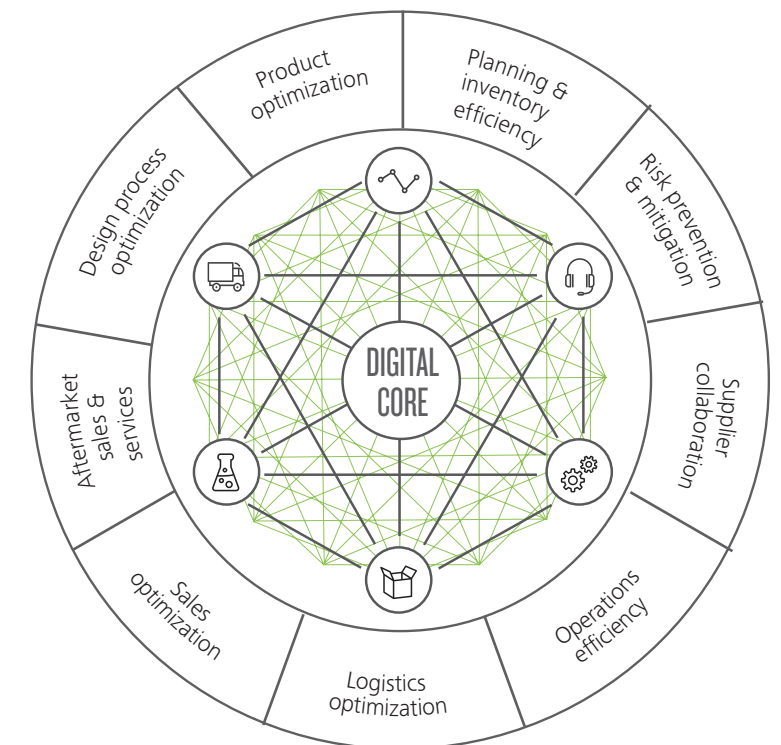 Product
optimization
Planning &
inventory
efficiency
Risk prevention
& mitigation
Supplier
collaboration
Operations
efficiency
Logistics
optimization
Sales
optimization
Aftermarket
sales &
services
Design process
optimization
DIGITAL
CORE